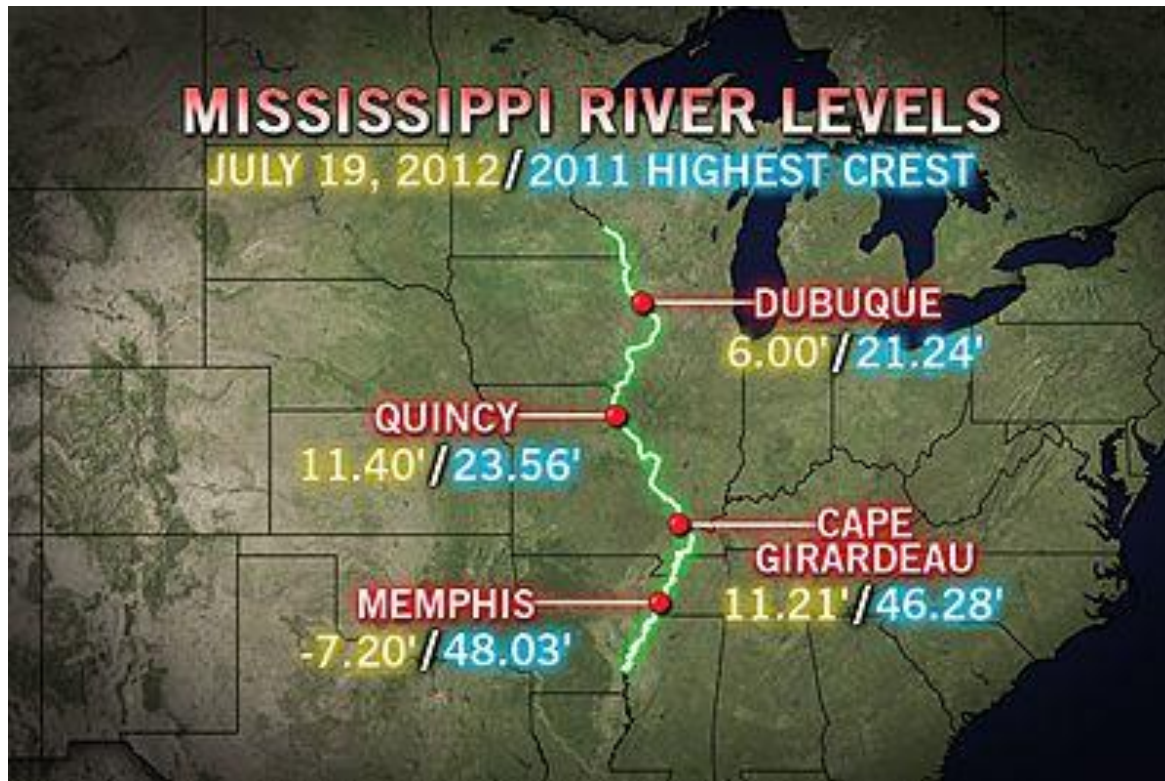 MISSISSIPPI RIVER LEVELS
JULY 19, 2012/2011 HIGHEST CREST
DUBUQUE
6.00'/21.24'
QUINCY
11.40'/23.56'
CAPE
GIRARDEAU
11.21'/46.28'
MEMPHIS
-7.20'/48.03'